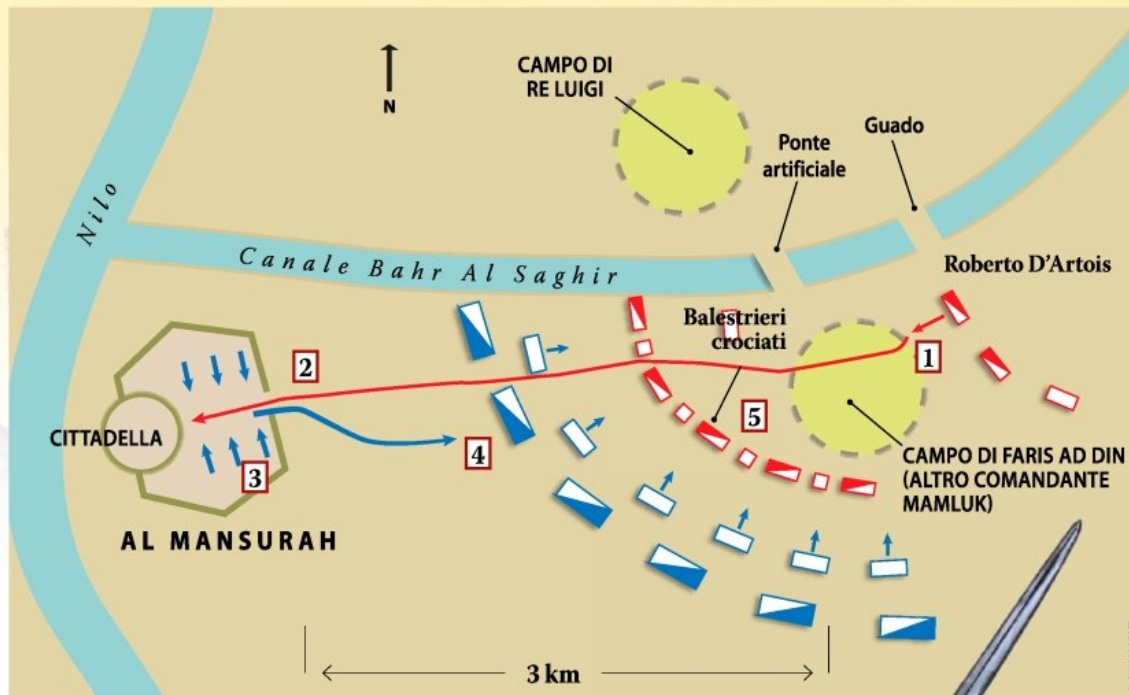 CAMPO DI
RE LUIGI
N
Guado
Ponte
artificiale
Nilo
Canale Bahr Al Saghir
Roberto D'Artois
Balestrieri
crociati
1
2
CITTADELLA
5
4
3
CAMPO DI FARIS AD DIN
(ALTRO COMANDANTE
MAMLUK)
AL MANSURAH
3 km